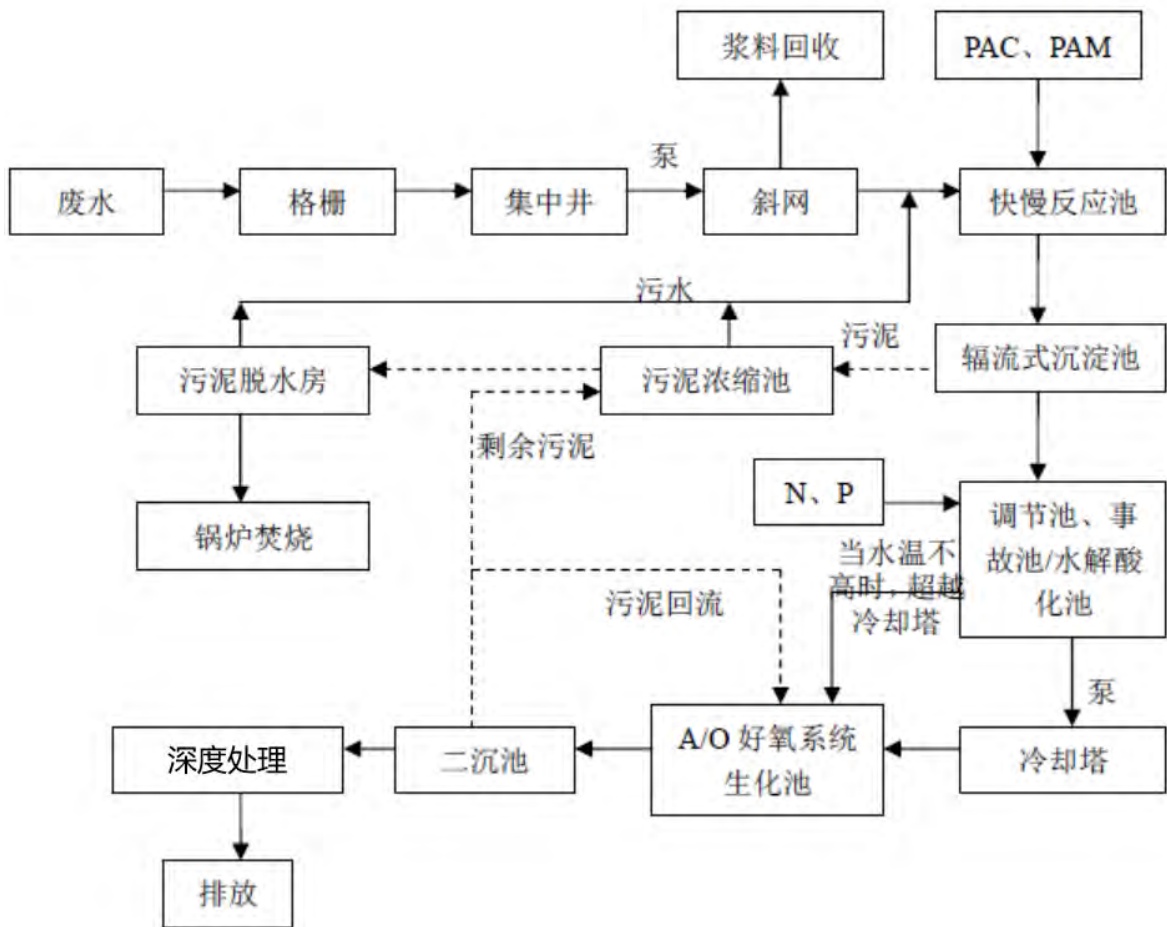 浆料回收
PAC、PAM
泵
废水
格栅
集中井
斜网
快慢反应池
污水
污泥
污泥脱水房
污泥浓缩池
辐流式沉淀池
剩余污泥
N、P
调节池、事
故池/水解酸
化池
锅炉焚烧
当水温不
高时，超越
冷却塔
污泥回流
泵
深度处理
二沉池
A/O 好氧系统
生化池
冷却塔
排放